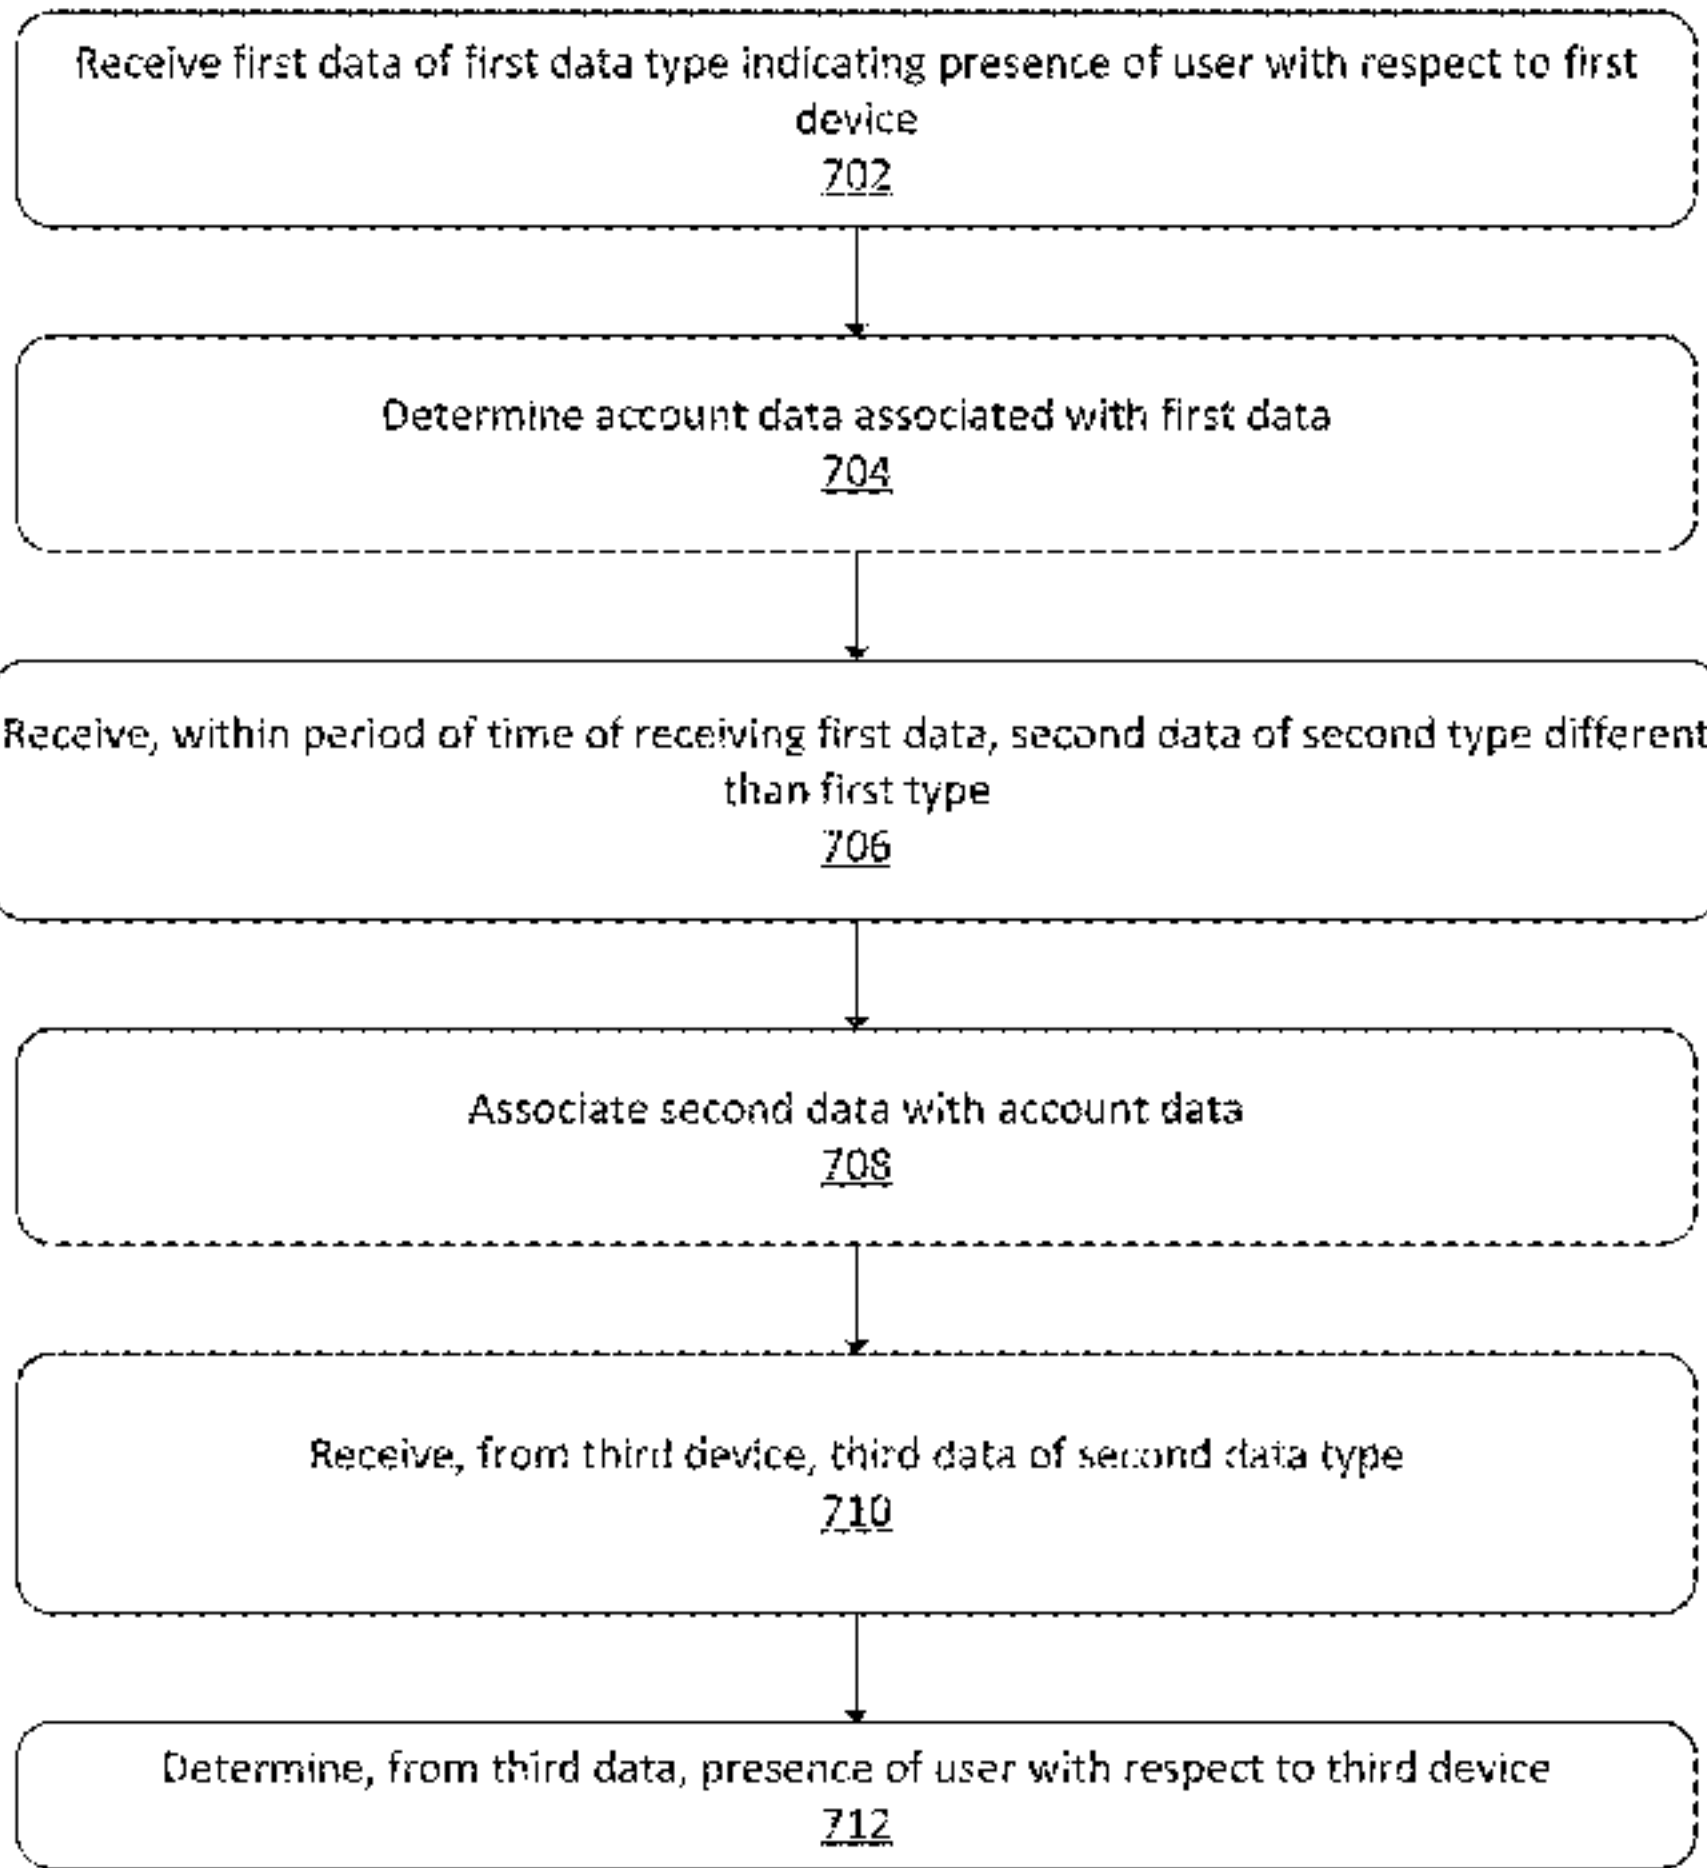 Receive first data of first data type indicating presence of user with respect to first
device
702
Determine account data associated with first data
704
Receive, within period of time of receiving first data, second data of second type different
than first type
706
Associate second data with account data
708
Receive, from third device, third data of second data type
710
Determine, from third data, presence of user with respect to third device
712